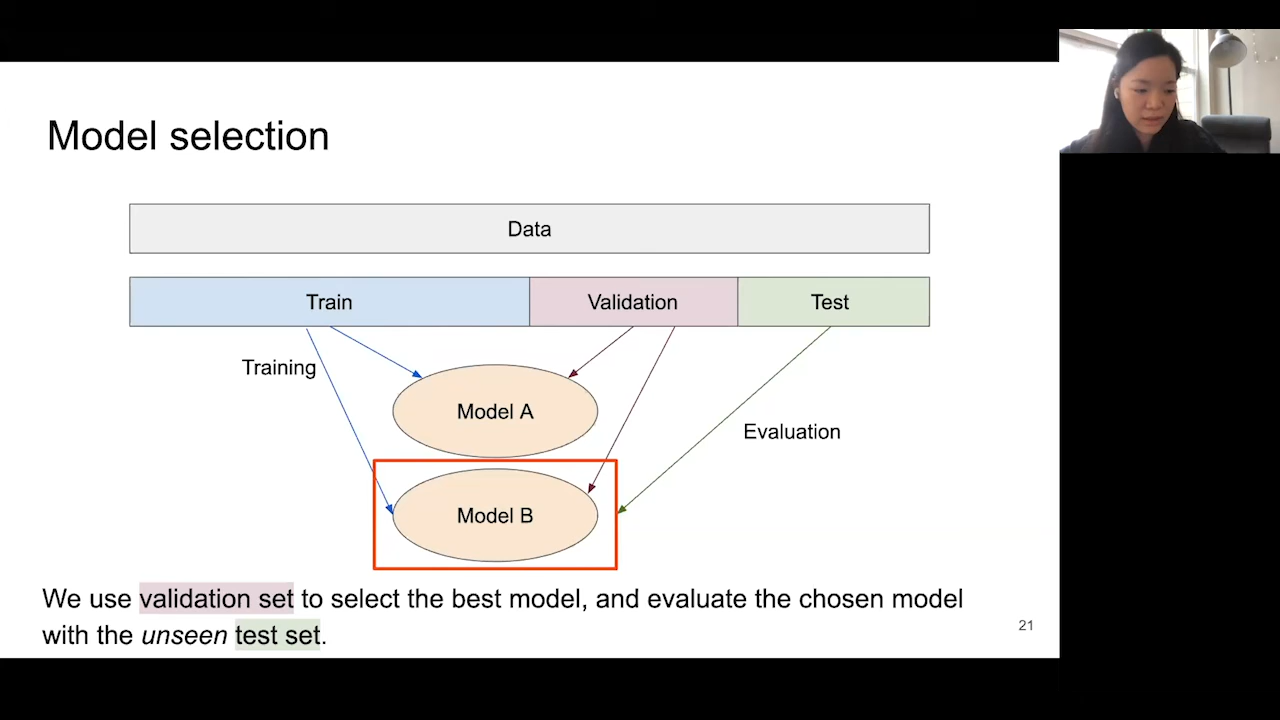 Model selection
Data
Train
Validation
Test
Training
Model A
Evaluation
Model B
We use validation set to select the best model, and evaluate the chosen model
with the unseen test set.
21